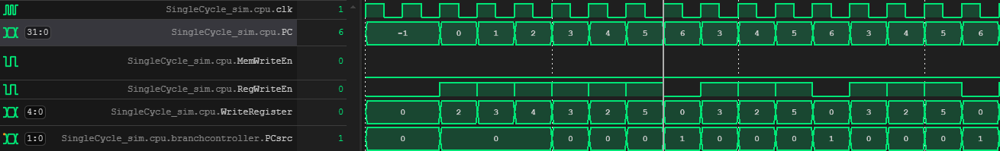 SingleCycle_sim.cpu.clk 1
31:0 SingleCycle_sim.cpu.PC 6 -1 0 1 2 3 4 5 6 3 4 5 6 3 4 5 6
SingleCycle_sim.cpu.MemWriteEn 0
SingleCycle_sim.cpu.RegWriteEn 0
4:0 SingleCycle_sim.cpu.WriteRegister 0 0 2 3 4 3 2 5 0 3 2 5 0 3 2 5 0
1:0 SingleCycle_sim.cpu.branchcontroller.PCsrc 1 0 0 0 0 0 1 0 0 0 1 0 0 0 1